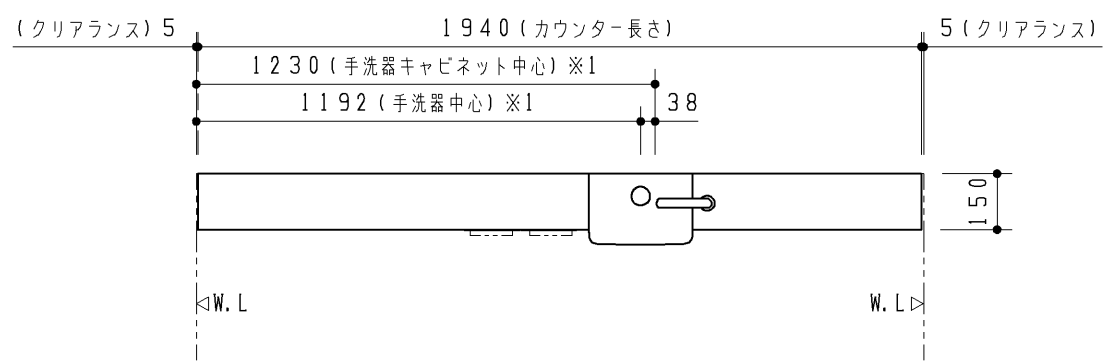 (クリアランス) 5
1940(カウンター長さ)
5(クリアランス)
1230(手洗器キャビネット中心)※1
1192(手洗器中心)※1
38
150
W.L
W.L